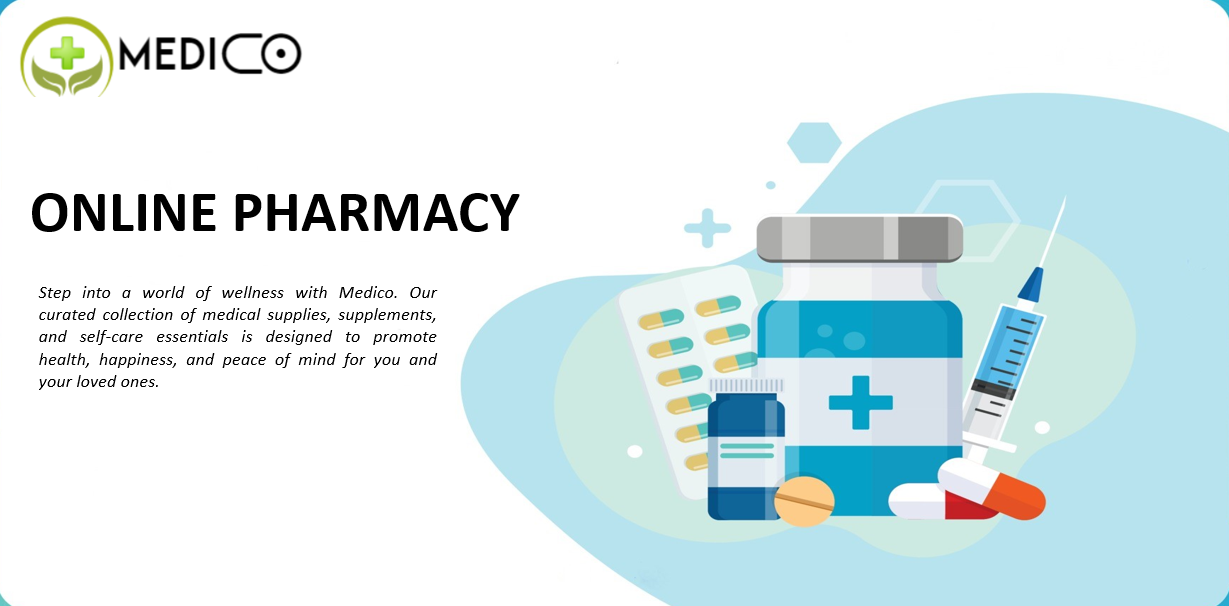 MEDICO
ONLINE PHARMACY
Step into a world of wellness with Medico. Our
curated collection of medical supplies, supplements,
and self-care essentials is designed to promote
health, happiness, and peace of mind for you and
your loved ones.